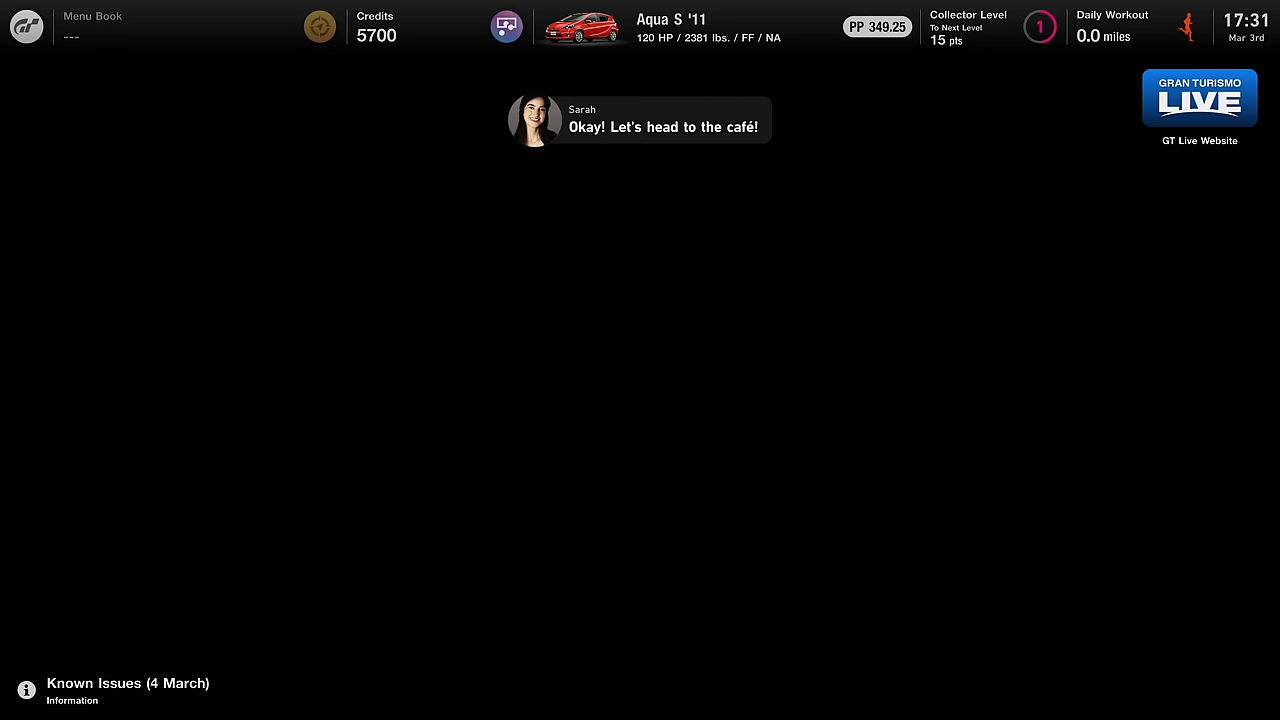 Menu Book
---
Credits
5700
Aqua S '11
120 HP / 2381 lbs. / FF / NA
PP 349.25
Collector Level
To Next Level
15 pts
1
Daily Workout
0.0 miles
17:31
Mar 3rd
GRAN TURISMO
LIVE
GT Live Website
Sarah
Okay! Let's head to the café!
Known Issues (4 March)
Information